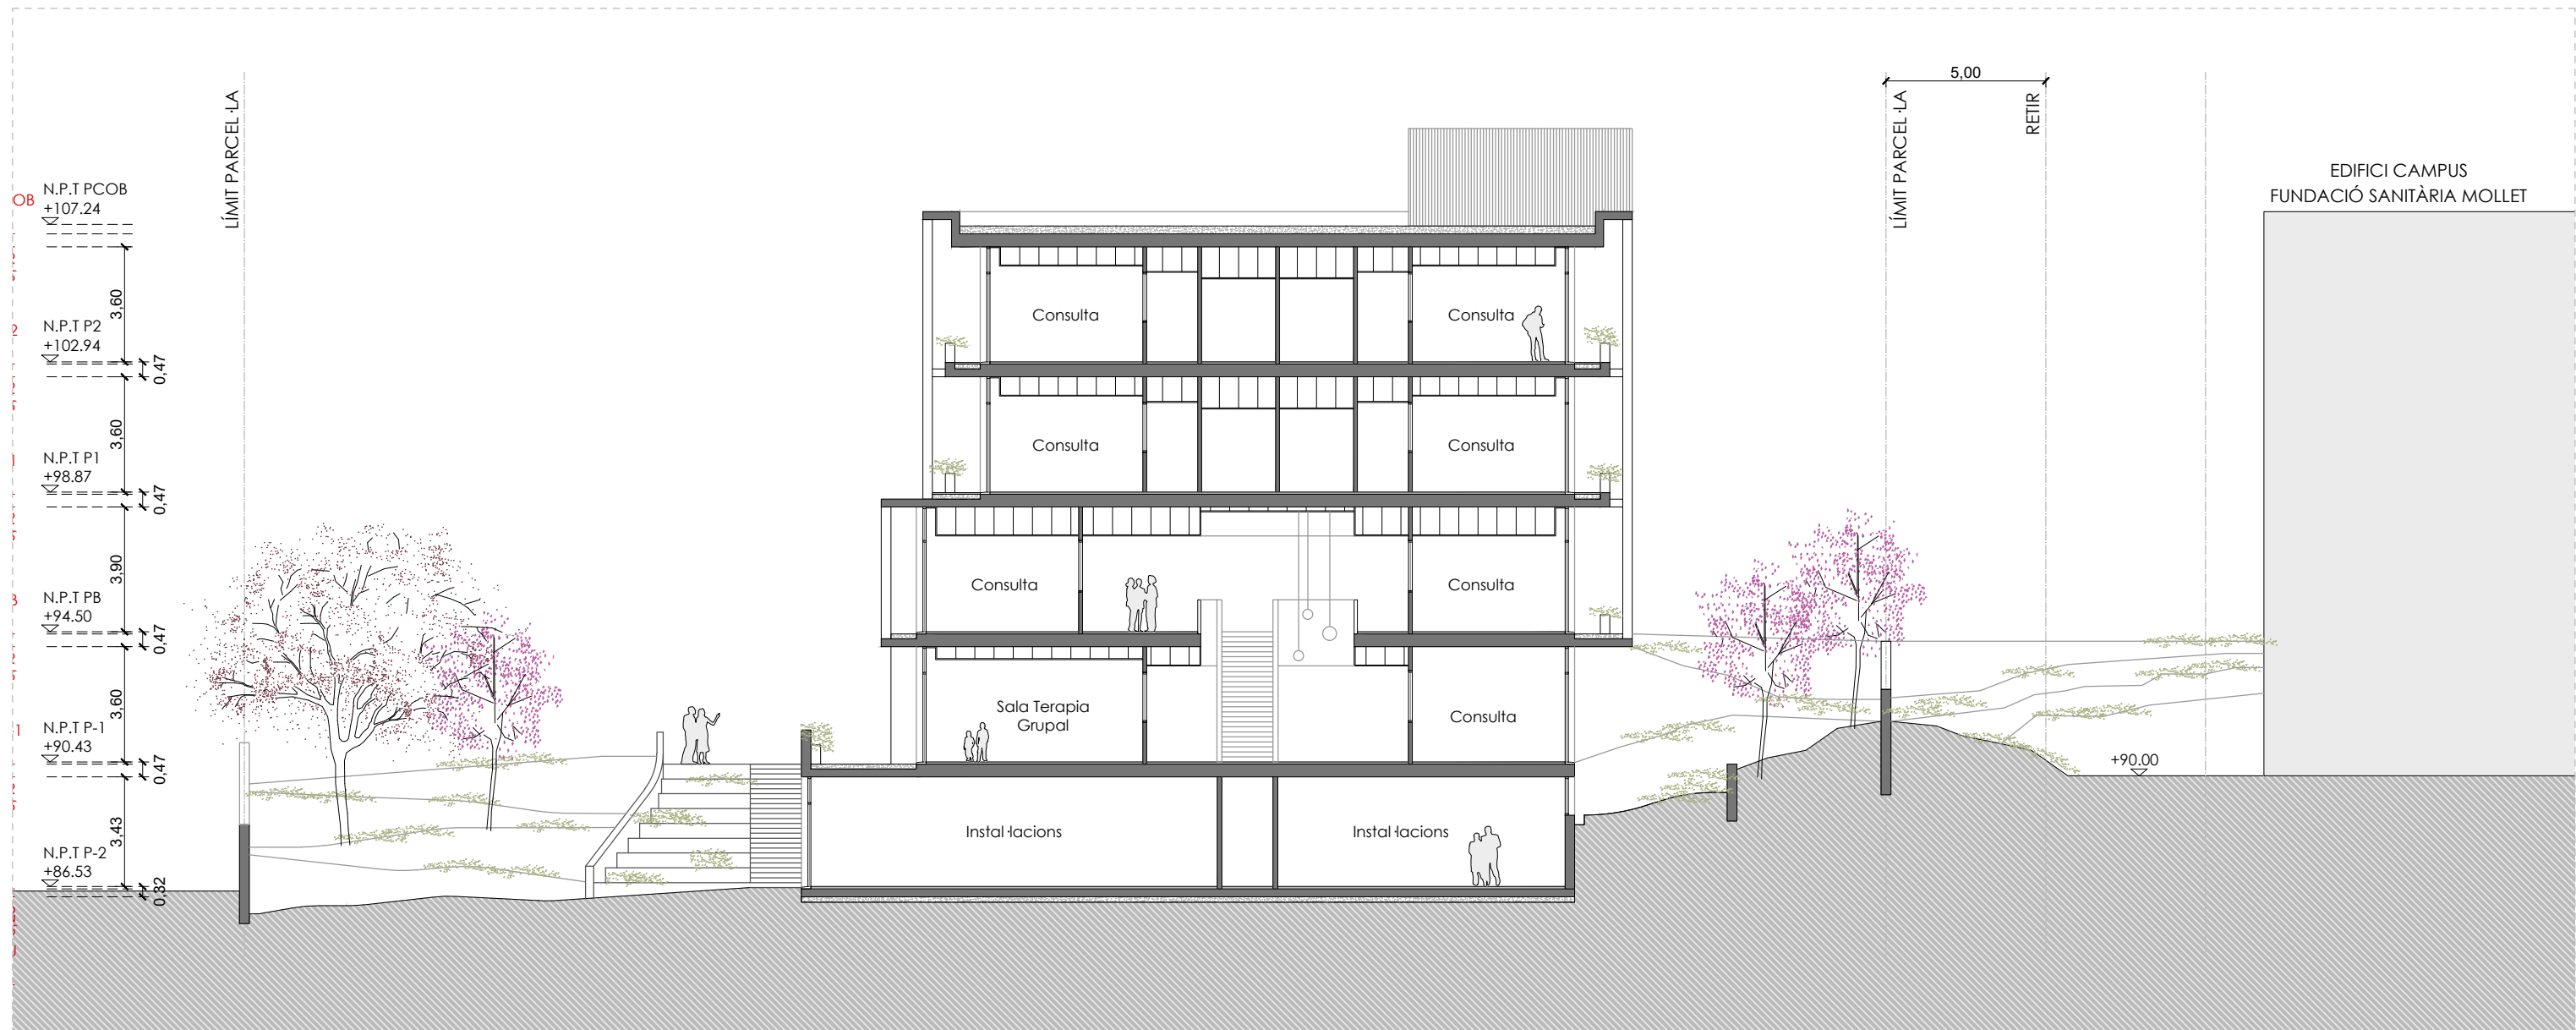 5,00
LÍMIT PARCEL·LA
LÍMIT PARCEL·LA
RETIR
EDIFICI CAMPUS
FUNDACIÓ SANITÀRIA MOLLET
OB
N.P.T PCOB
+107.24
3,60
Consulta
Consulta
2
N.P.T P2
+102.94
0,47
3,60
Consulta
Consulta
N.P.T P1
+98.87
0,47
3,90
Consulta
Consulta
N.P.T PB
+94.50
0,47
3,60
Sala Terapia
Grupal
Consulta
1
N.P.T P-1
+90.43
0,47
+90.00
3,43
Instal·lacions
Instal·lacions
N.P.T P-2
+86.53
0,32